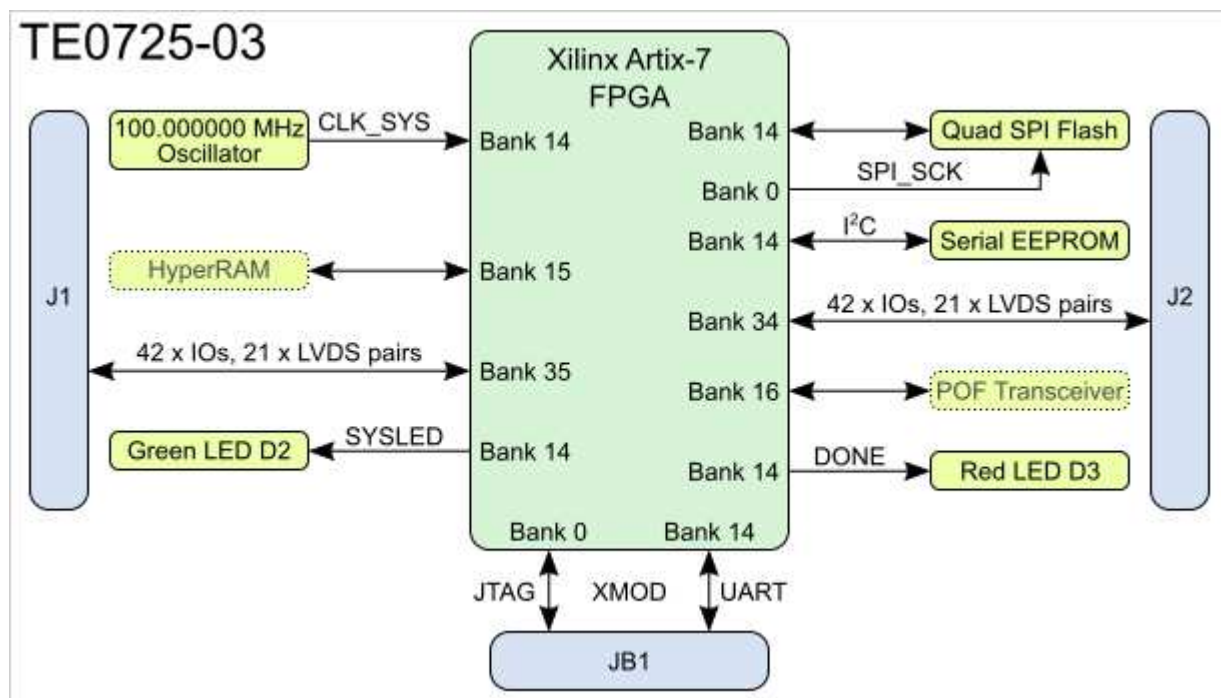 TE0725-03
Xilinx Artix-7
FPGA
J1
100.000000 MHz
Oscillator
CLK_SYS
Bank 14
HyperRAM
Bank 15
42 x IOs, 21 x LVDS pairs
Bank 35
Green LED D2
SYSLED
Bank 14
Bank 14
Quad SPI Flash
Bank 0
SPI_SCK
Bank 14
I²C
Serial EEPROM
Bank 34
42 x IOs, 21 x LVDS pairs
J2
Bank 16
POF Transceiver
Bank 14
DONE
Red LED D3
Bank 0
Bank 14
JTAG
XMOD
UART
JB1